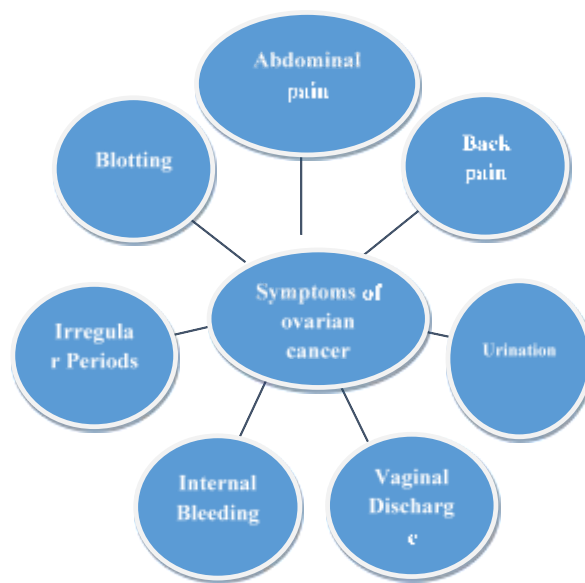 Abdominal
pain
Back
pain
Blotting
Symptoms of
ovarian
cancer
Irregula
r Periods
Urination
Internal
Bleeding
Vaginal
Discharg
e